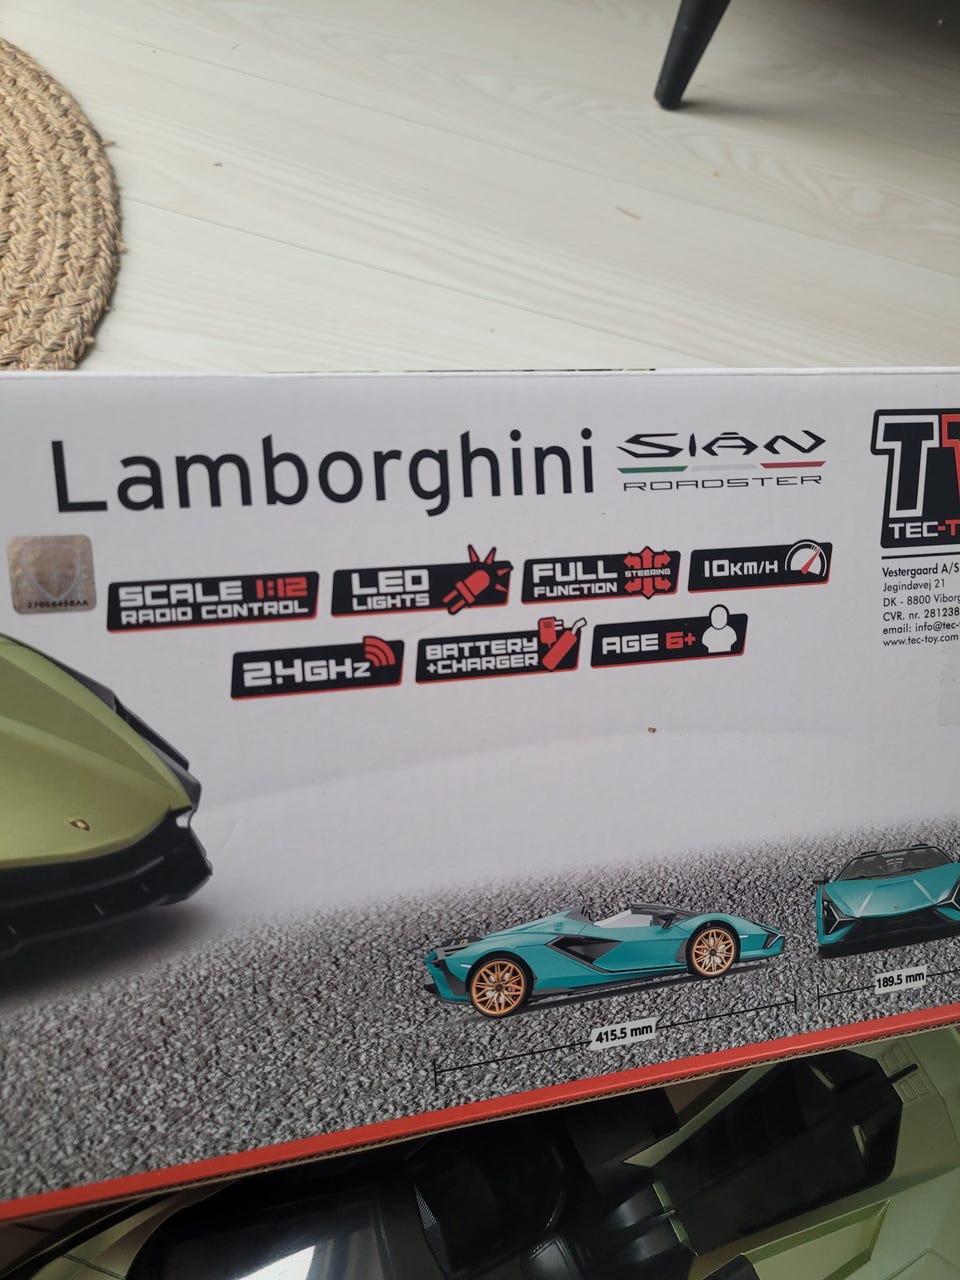 Lamborghini
SIÁN
ROADSTER
TEC-T
27056458AA
SCALE 1:12
RADIO CONTROL
LED
LIGHTS
FULL
FUNCTION
STEERING
10KM/H
2.4GHz
BATTERY
+CHARGER
AGE 6+
Vestergaard A/S
Jegindøvej 21
DK - 8800 Viborg
CVR. nr. 281238
email: info@tec-
www.tec-toy.com
415.5 mm
189.5 mm